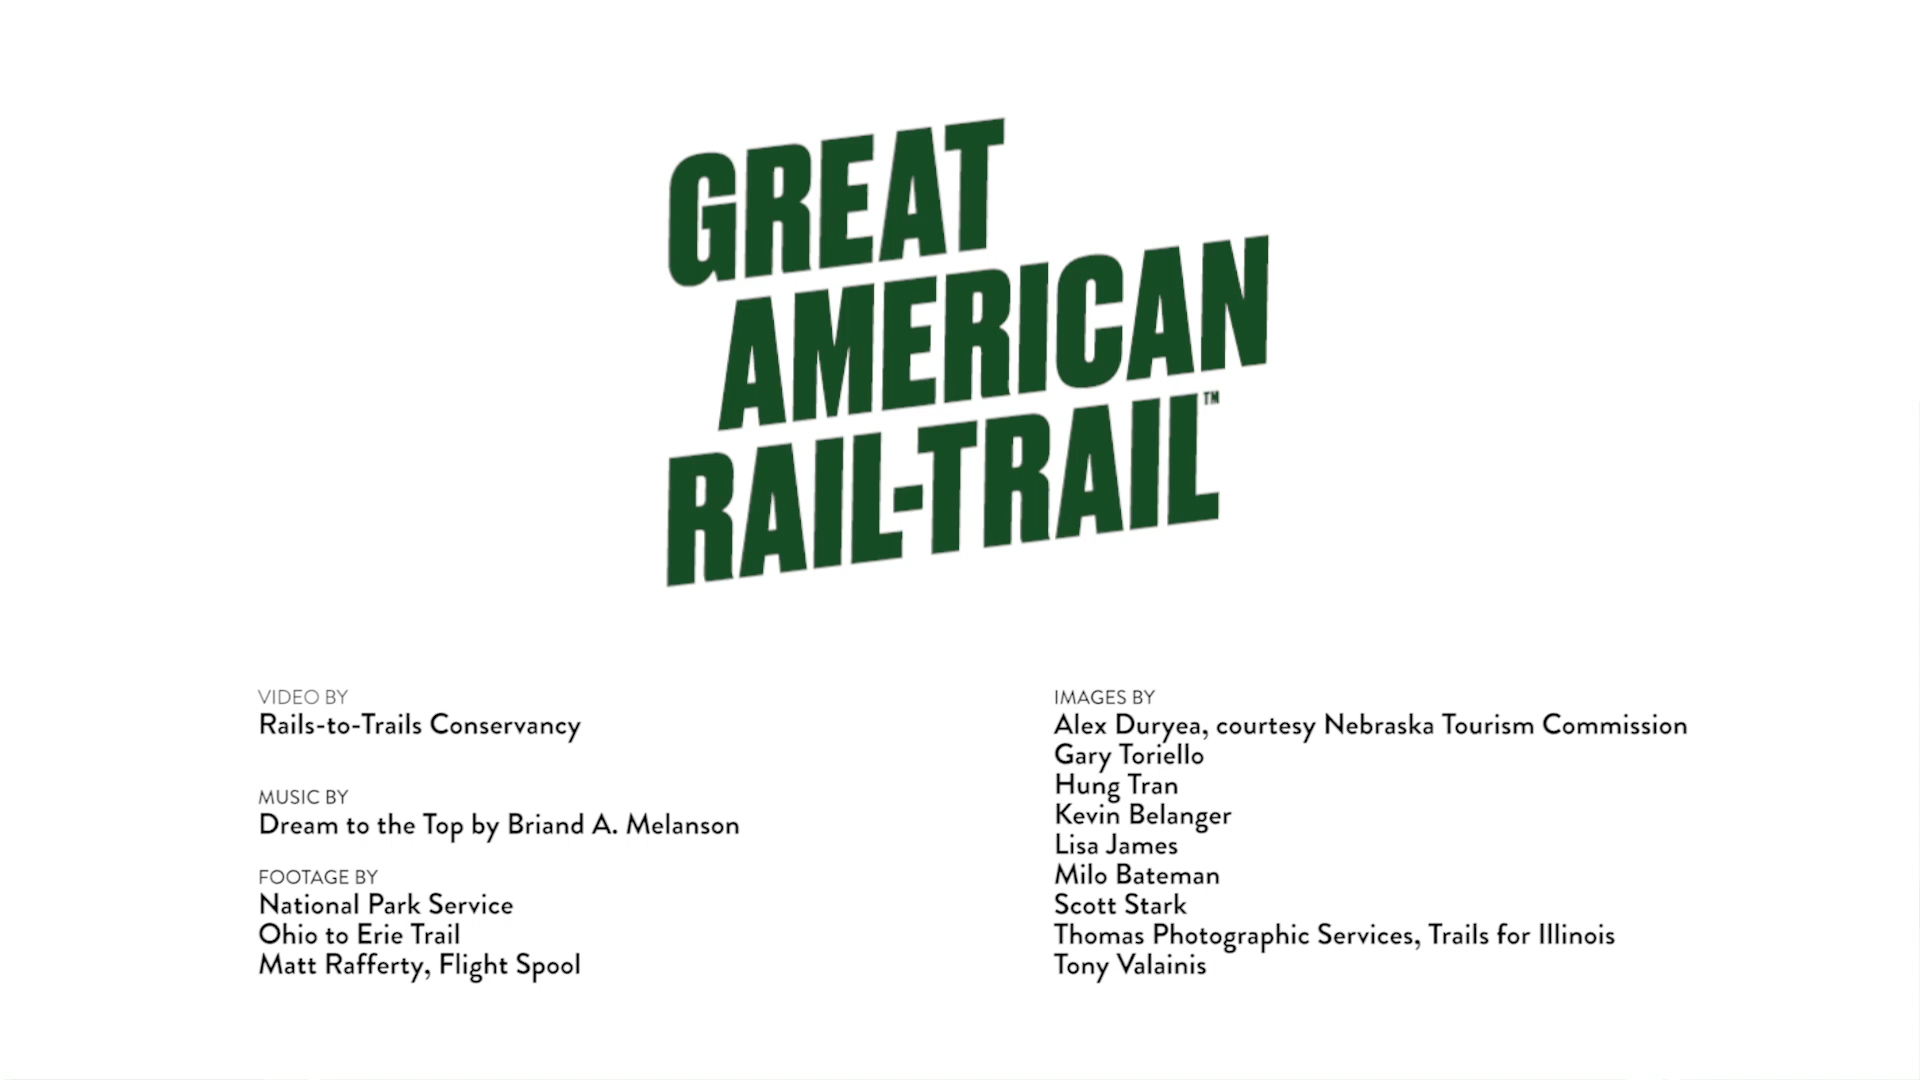 GREAT
AMERICAN
RAIL-TRAIL™
VIDEO BY
Rails-to-Trails Conservancy
MUSIC BY
Dream to the Top by Briand A. Melanson
FOOTAGE BY
National Park Service
Ohio to Erie Trail
Matt Rafferty, Flight Spool
IMAGES BY
Alex Duryea, courtesy Nebraska Tourism Commission
Gary Toriello
Hung Tran
Kevin Belanger
Lisa James
Milo Bateman
Scott Stark
Thomas Photographic Services, Trails for Illinois
Tony Valainis